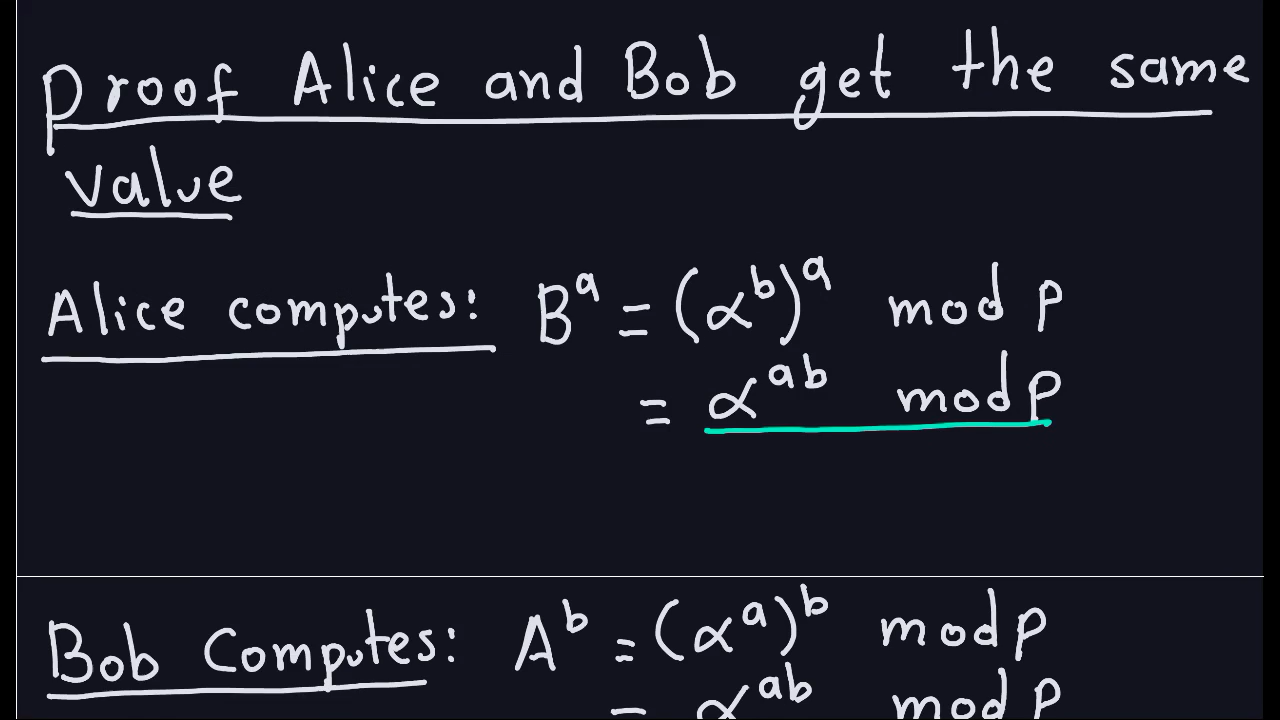 Proof Alice and Bob get the same
value
Alice computes: B^a = (α^b)^a mod p
= α^ab mod p
Bob Computes: A^b = (α^a)^b mod p
= α^ab mod p